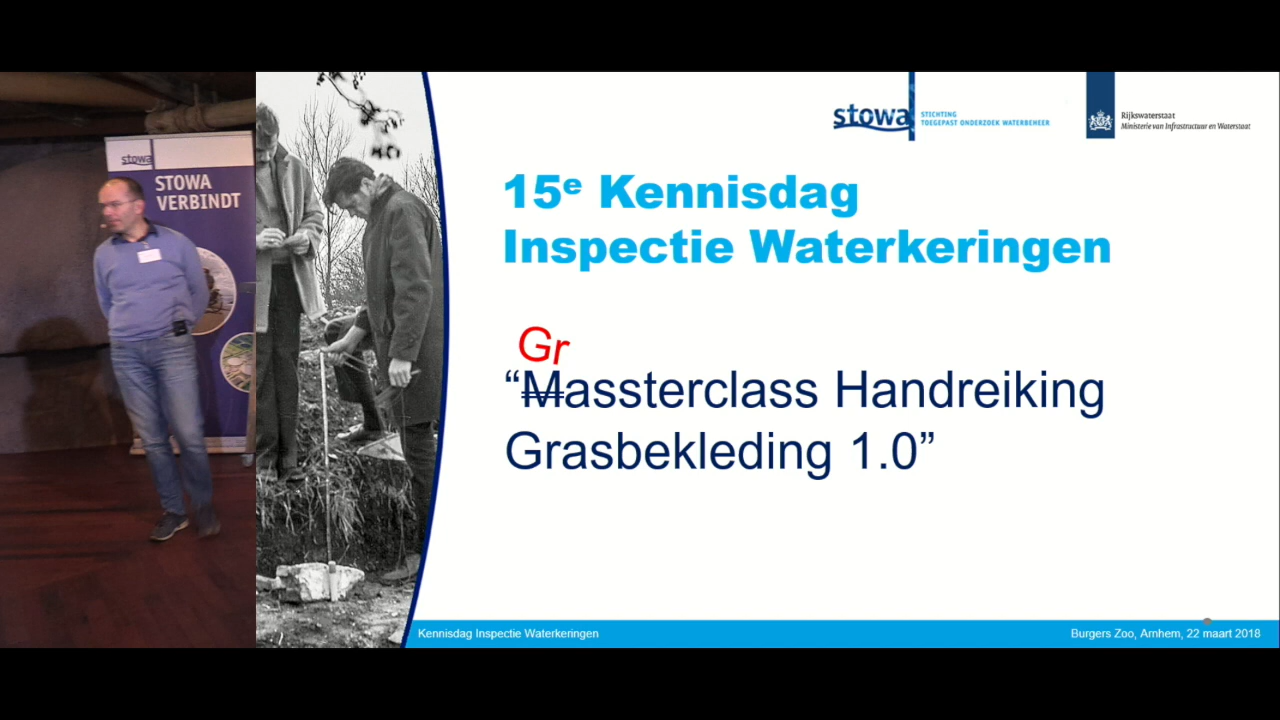 stowa
STOWA
VERBINDT
stowa
STICHTING
TOEGEPAST ONDERZOEK WATERBEHEER
Rijkswaterstaat
Ministerie van Infrastructuur en Waterstaat
15e Kennisdag
Inspectie Waterkeringen
Gr
“Massterclass Handreiking
Grasbekleding 1.0”
Kennisdag Inspectie Waterkeringen
Burgers Zoo, Arnhem, 22 maart 2018